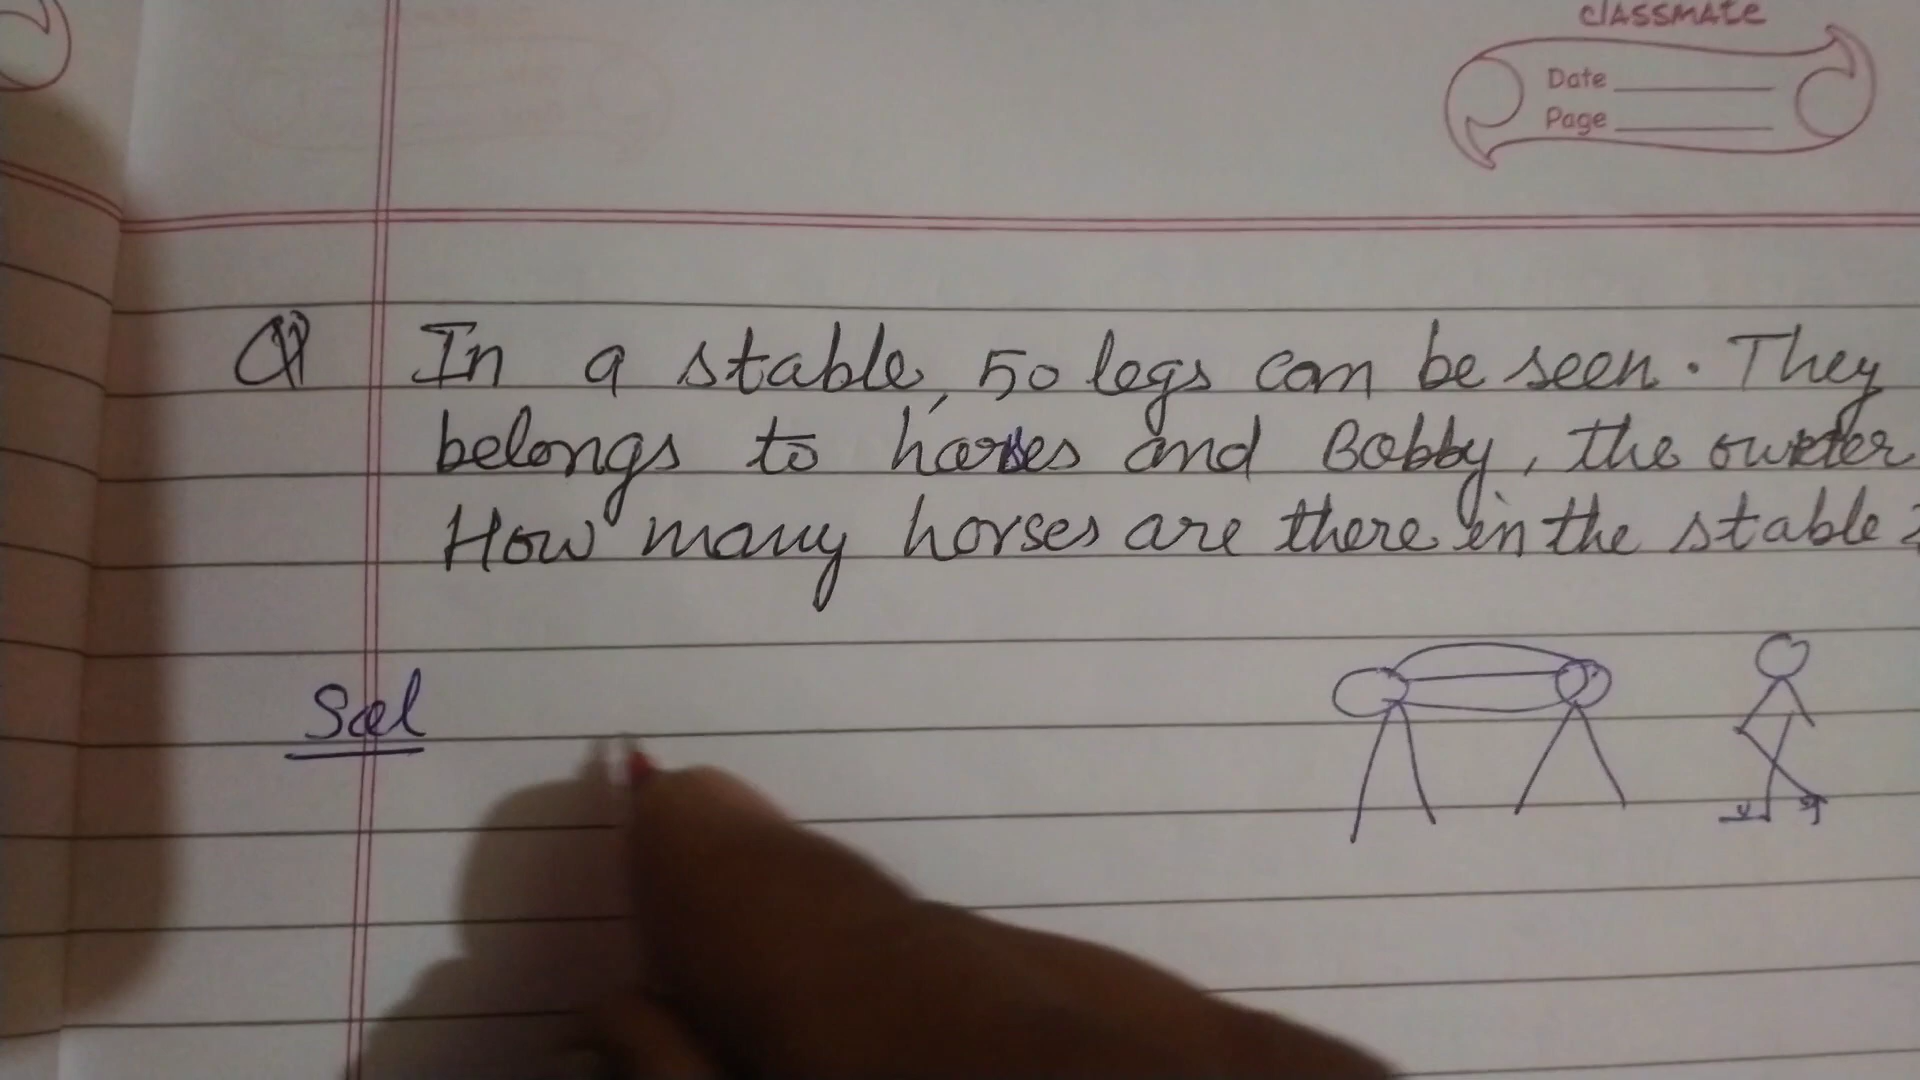 classmate
Date
Page
Q In a stable, 50 legs can be seen. They
belongs to horses and Bobby, the owner.
How many horses are there in the stable ?
Sol